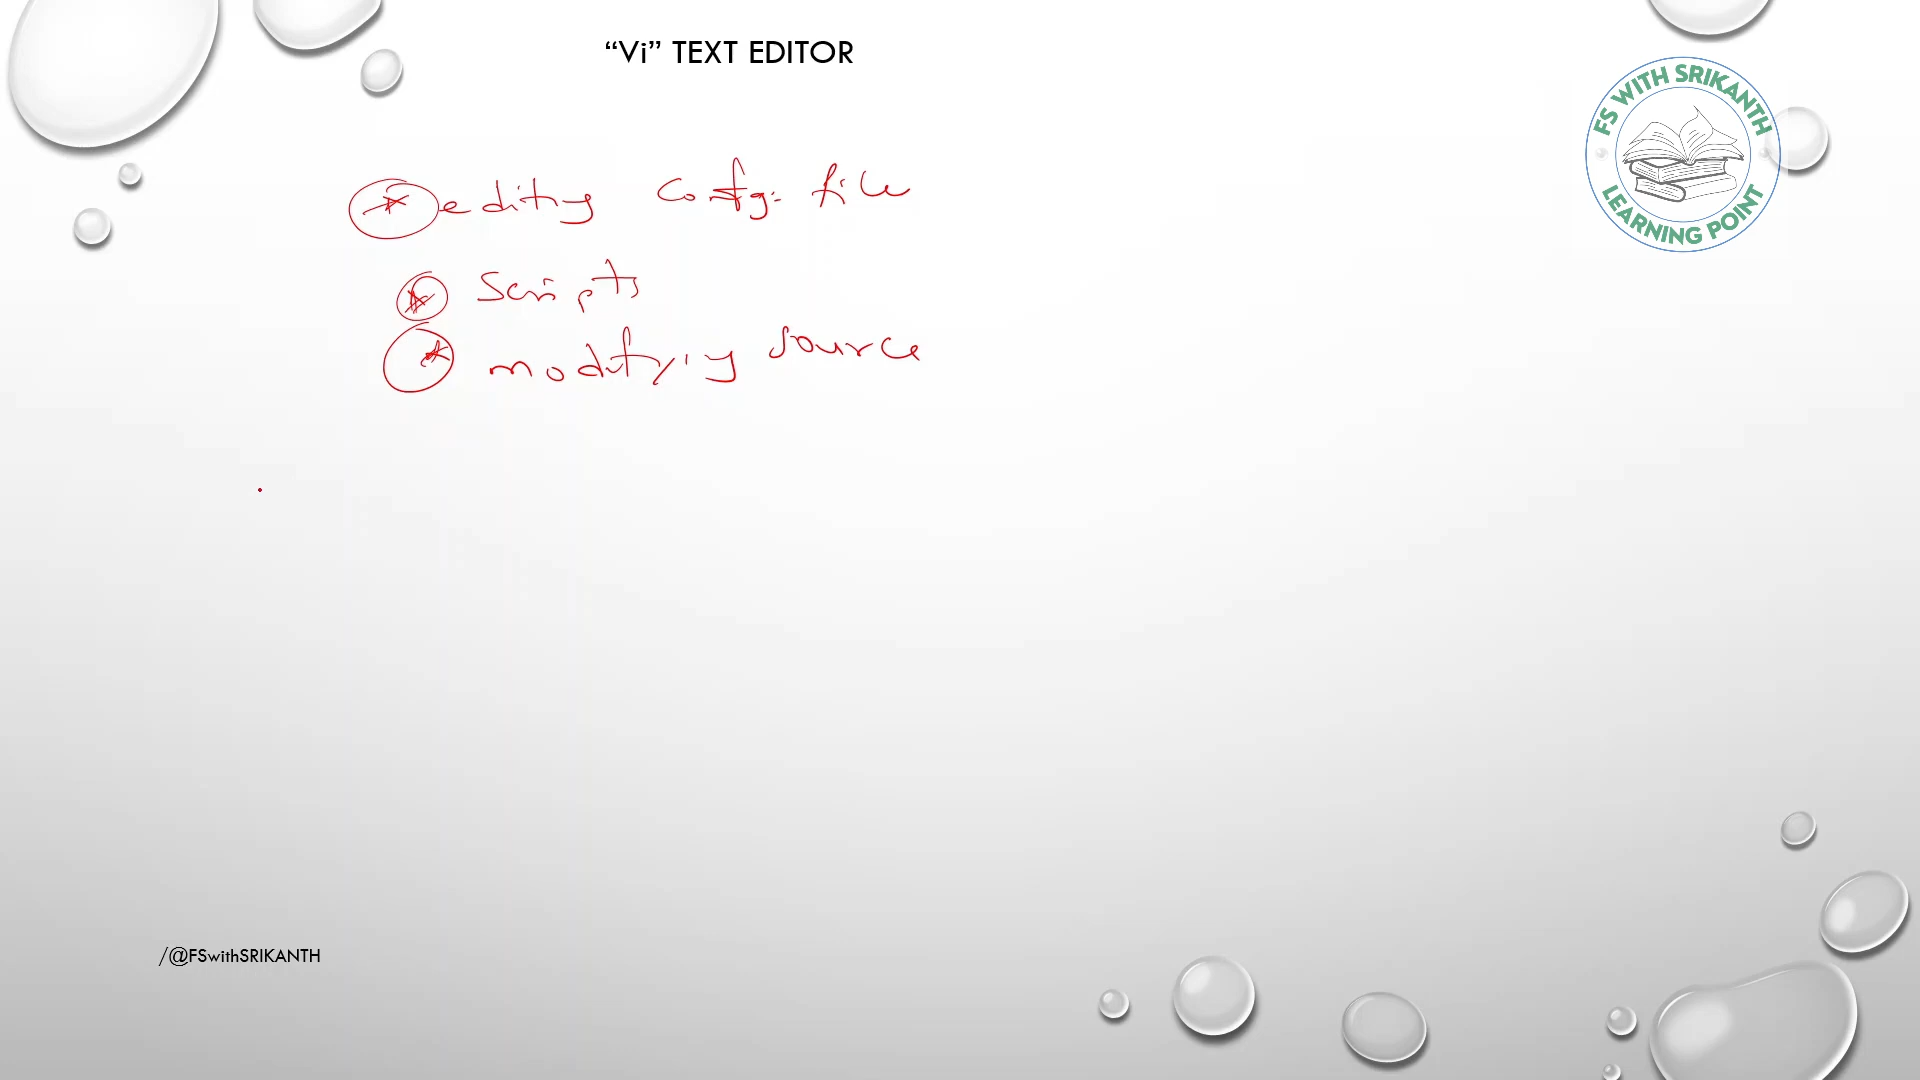 “Vi” TEXT EDITOR
FS WITH SRIKANTH
LEARNING POINT
* editing config: file
* Scripts
* modifying source
/@FSwithSRIKANTH